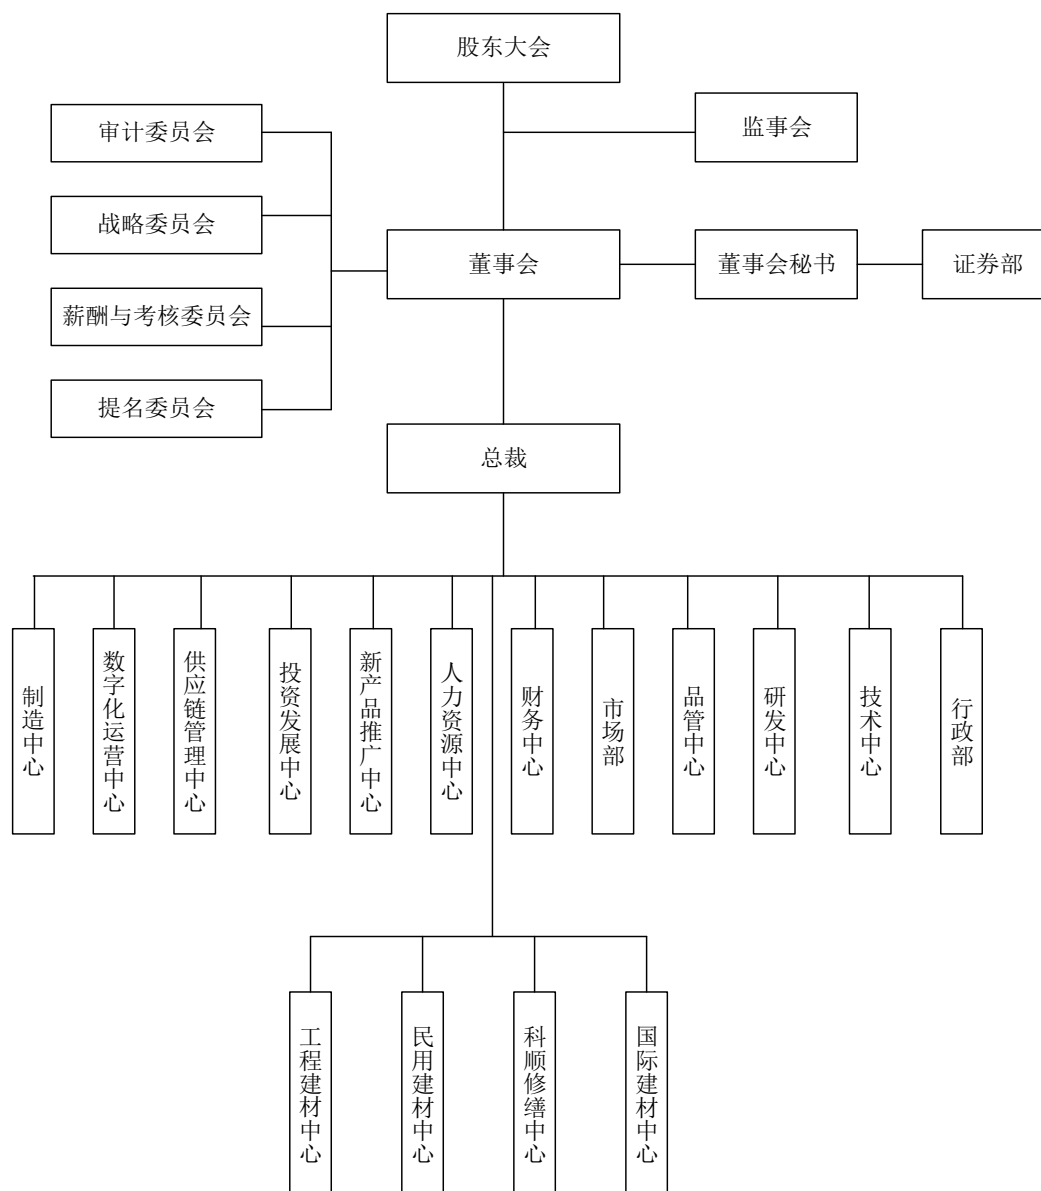 股东大会
监事会
审计委员会
战略委员会
薪酬与考核委员会
提名委员会
董事会
董事会秘书
证券部
总裁
制造中心
数字化运营中心
供应链管理中心
投资发展中心
新产品推广中心
人力资源中心
财务中心
市场部
品管中心
研发中心
技术中心
行政部
工程建材中心
民用建材中心
科顺修缮中心
国际建材中心